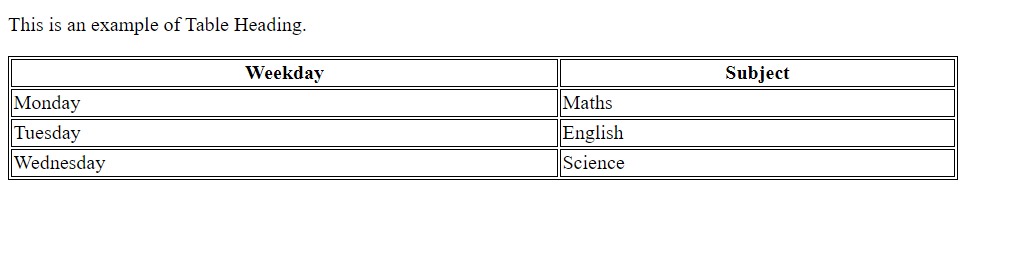 This is an example of Table Heading.
Weekday Subject
Monday Maths
Tuesday English
Wednesday Science